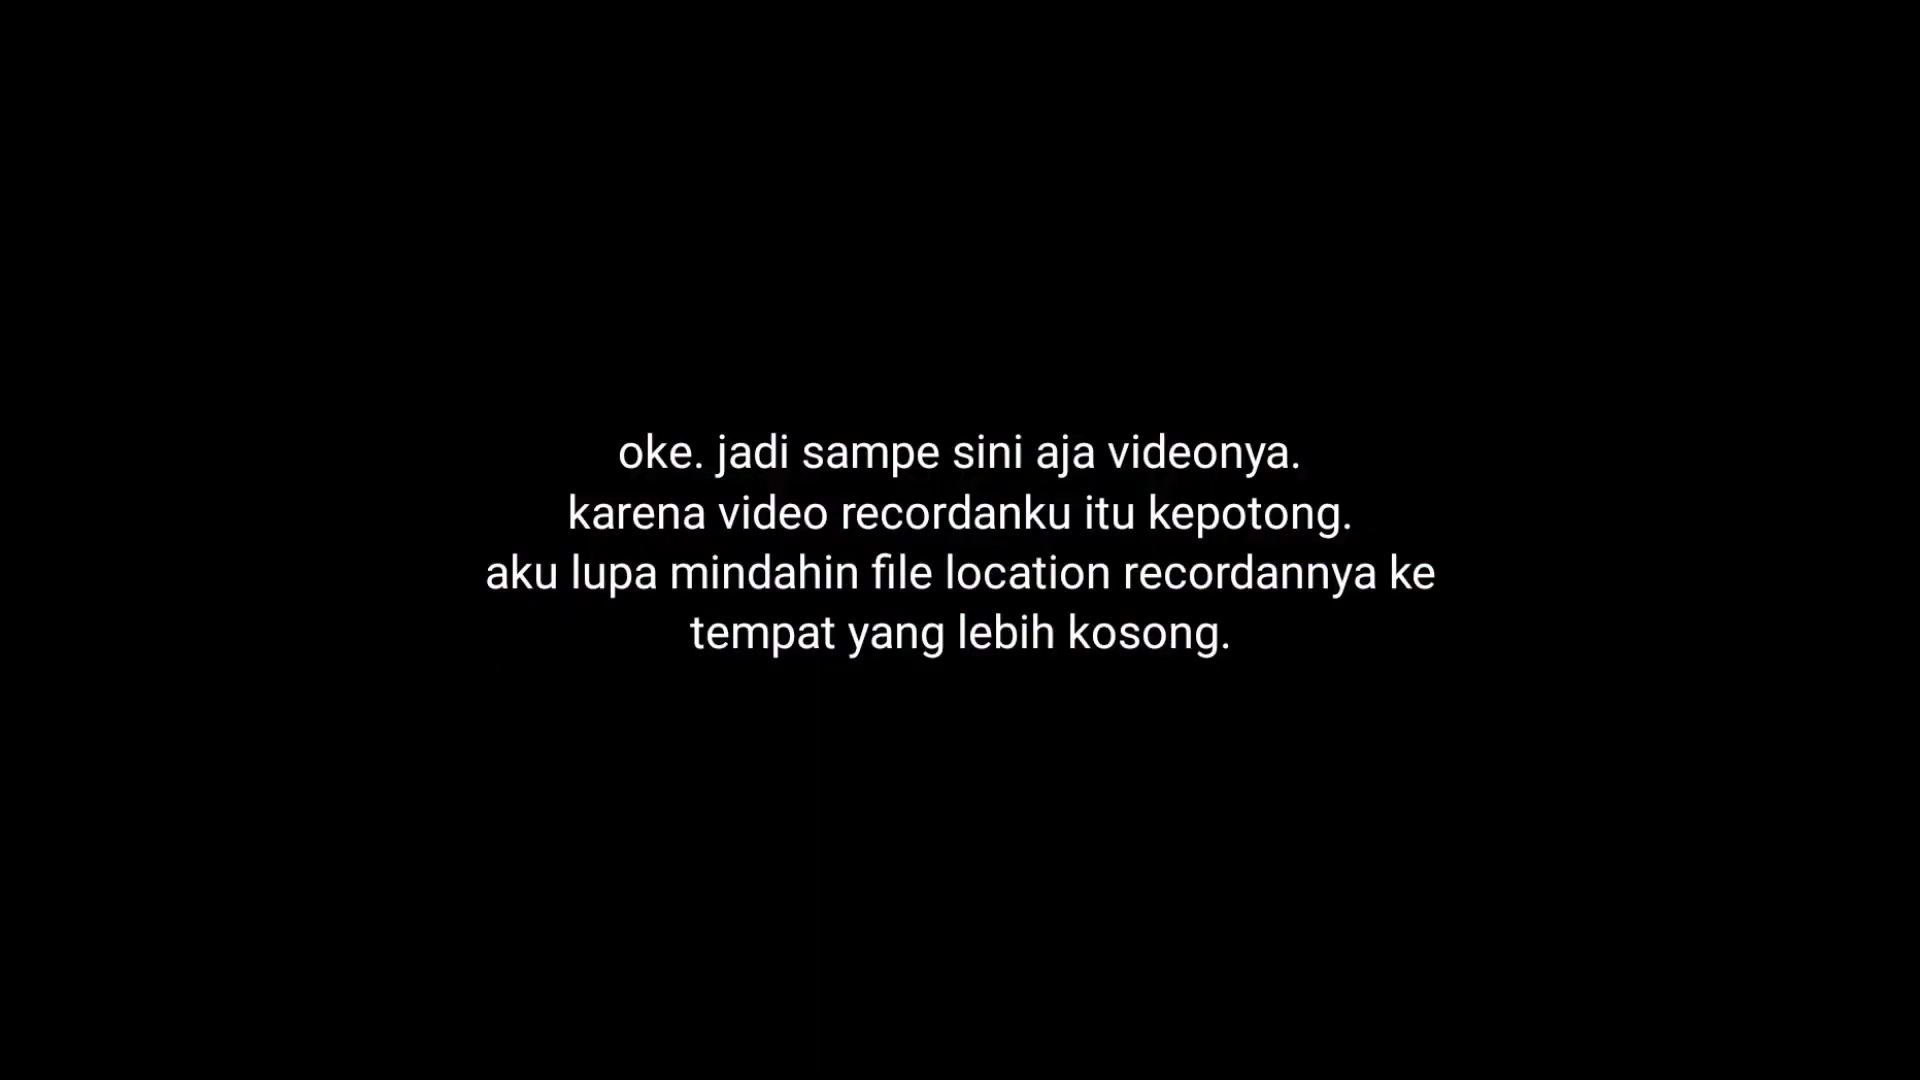 oke. jadi sampe sini aja videonya.
karena video recordanku itu kepotong.
aku lupa mindahin file location recordannya ke
tempat yang lebih kosong.